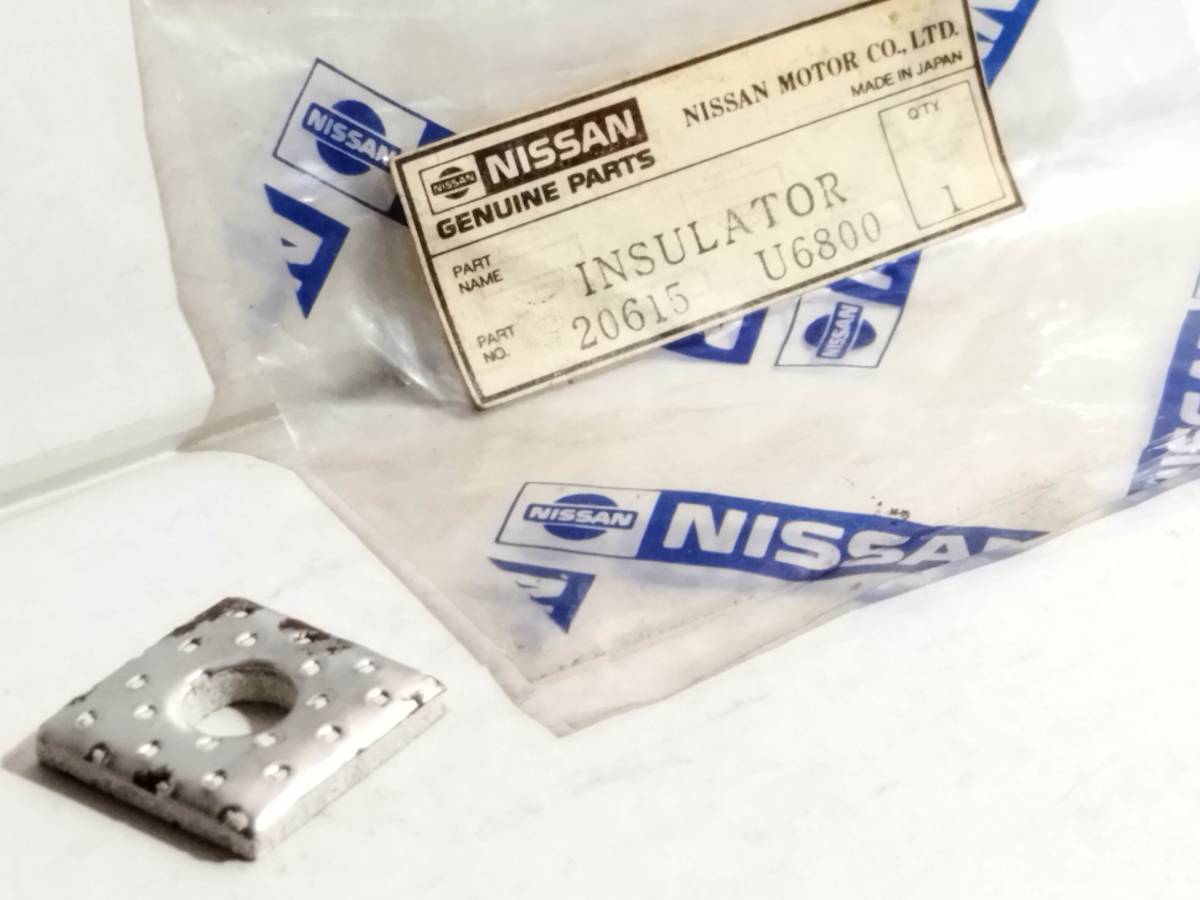 NISSAN
NISSAN MOTOR CO., LTD.
MADE IN JAPAN
NISSAN
NISSAN
GENUINE PARTS
QTY
1
PART NAME
INSULATOR
PART NO.
20615 U6800
NISSAN
NISSAN
NISSAN